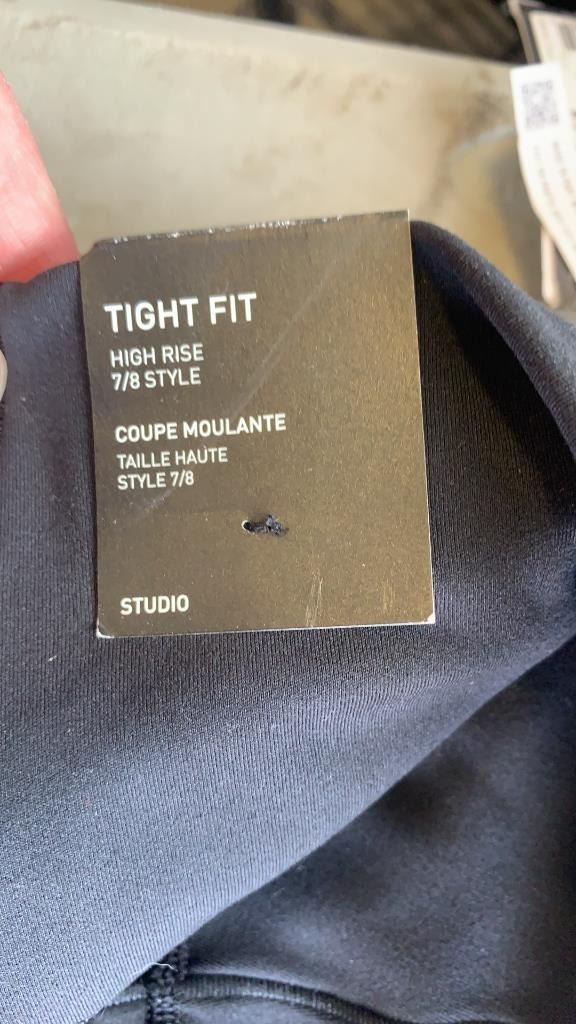 TIGHT FIT
HIGH RISE
7/8 STYLE
COUPE MOULANTE
TAILLE HAUTE
STYLE 7/8
STUDIO